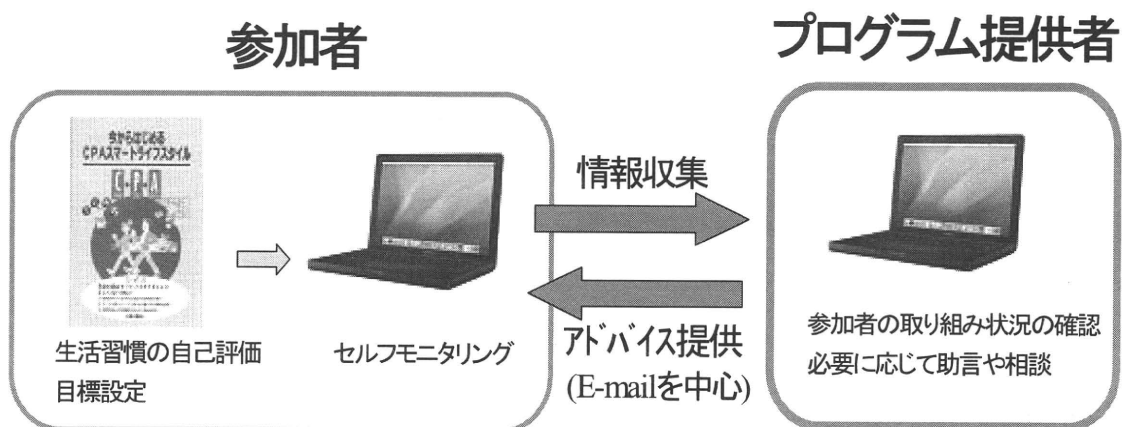 参加者
プログラム提供者
今からはじめる
CPAスマートライフスタイル
C・P・A
情報収集
生活習慣の自己評価
目標設定
セルフモニタリング
アドバイス提供
(E-mailを中心)
参加者の取り組み状況の確認
必要に応じて助言や相談